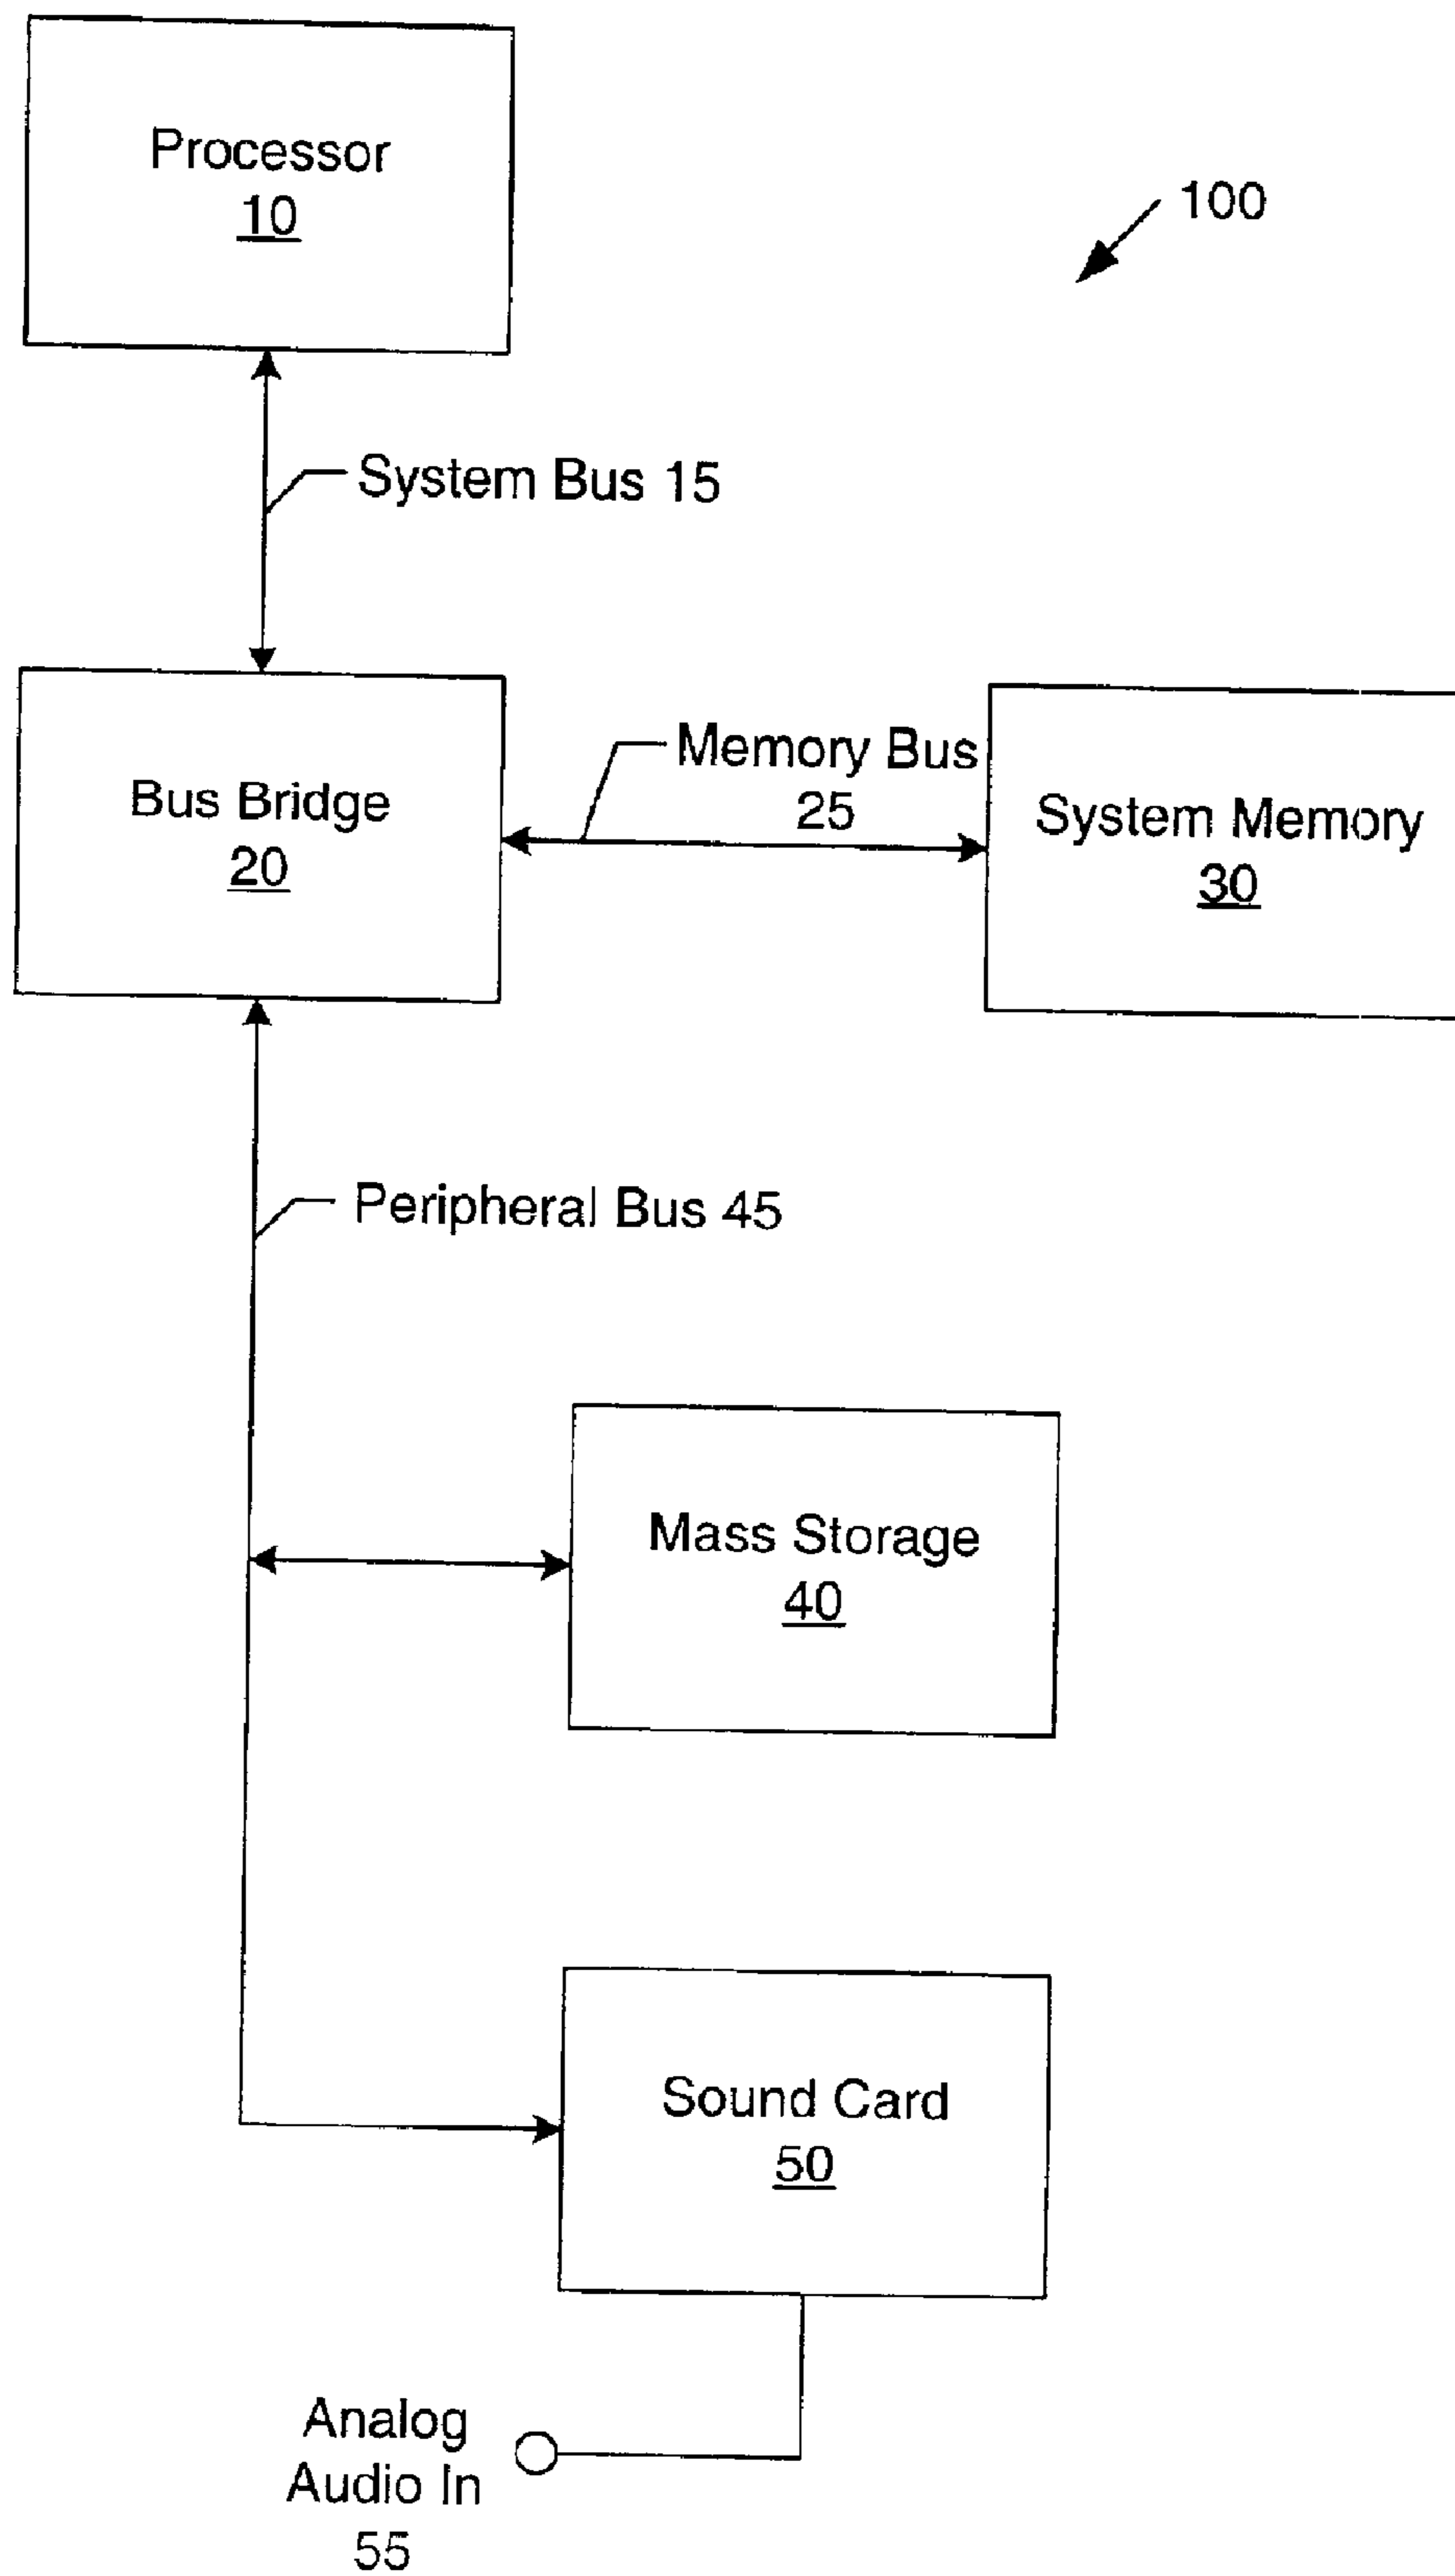 Processor
10
100
System Bus 15
Bus Bridge
20
Memory Bus
25
System Memory
30
Peripheral Bus 45
Mass Storage
40
Sound Card
50
Analog
Audio In
55